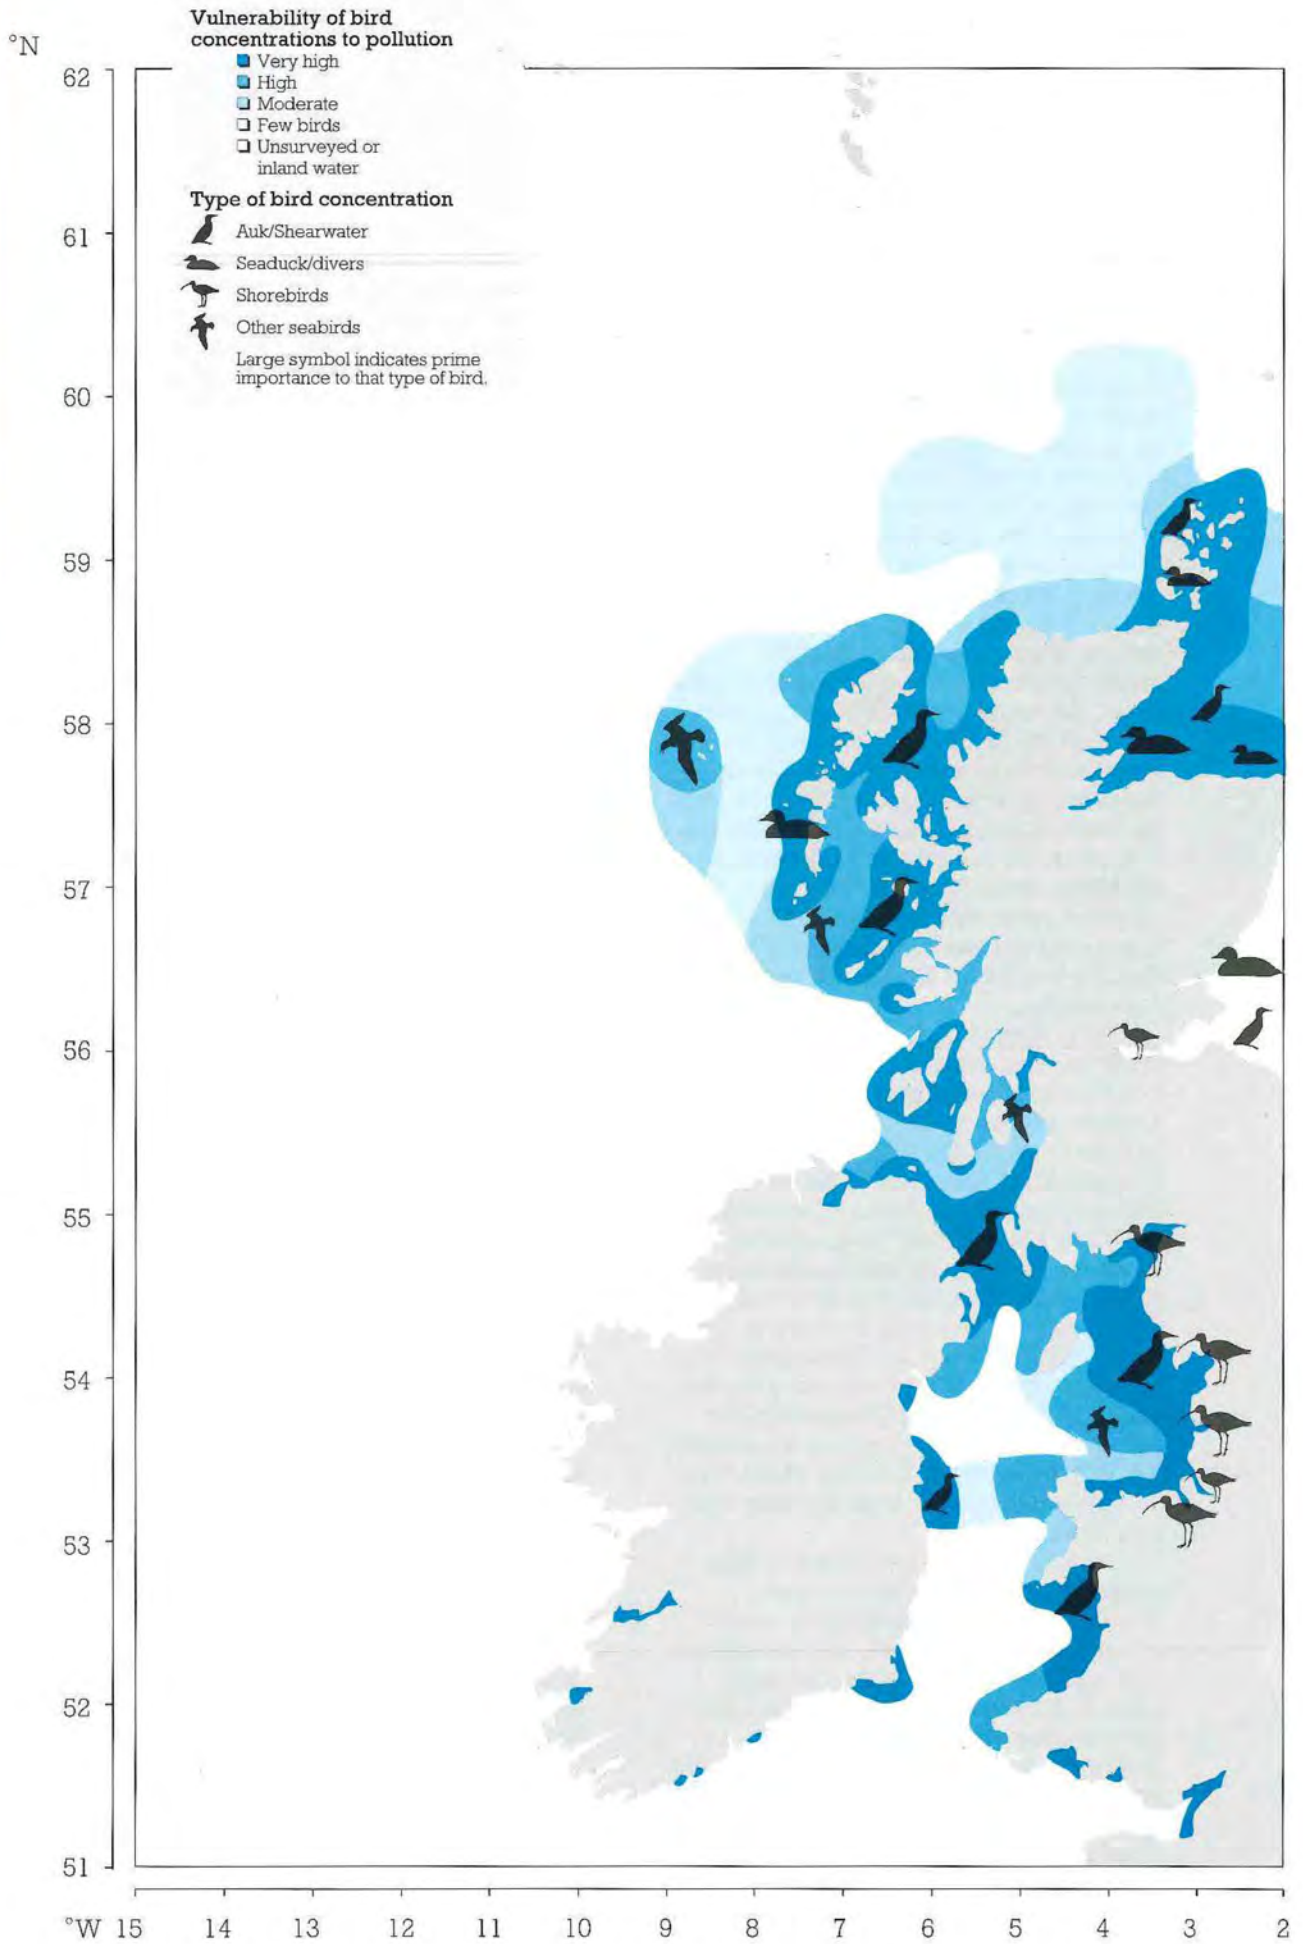 Vulnerability of bird
concentrations to pollution
Very high
High
Moderate
Few birds
Unsurveyed or
inland water
Type of bird concentration
Auk/Shearwater
Seaduck/divers
Shorebirds
Other seabirds
Large symbol indicates prime
importance to that type of bird.
°N
62
61
60
59
58
57
56
55
54
53
52
51
°W 15 14 13 12 11 10 9 8 7 6 5 4 3 2